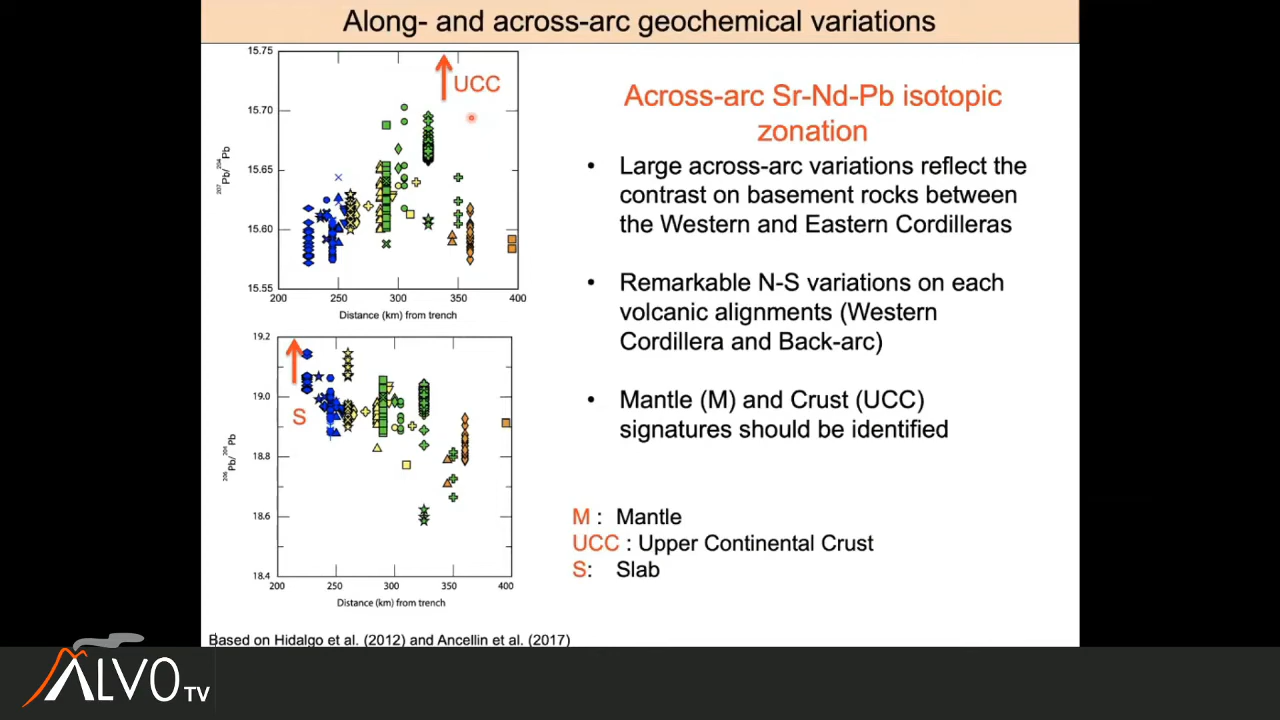 Along- and across-arc geochemical variations
15.75
15.70
15.65
15.60
15.55
207Pb/204Pb
UCC
200 250 300 350 400
Distance (km) from trench
19.2
19.0
18.8
18.6
18.4
206Pb/204Pb
S
200 250 300 350 400
Distance (km) from trench
Across-arc Sr-Nd-Pb isotopic
zonation
• Large across-arc variations reflect the
contrast on basement rocks between
the Western and Eastern Cordilleras
• Remarkable N-S variations on each
volcanic alignments (Western
Cordillera and Back-arc)
• Mantle (M) and Crust (UCC)
signatures should be identified
M : Mantle
UCC : Upper Continental Crust
S: Slab
Based on Hidalgo et al. (2012) and Ancellin et al. (2017)
ALVO TV